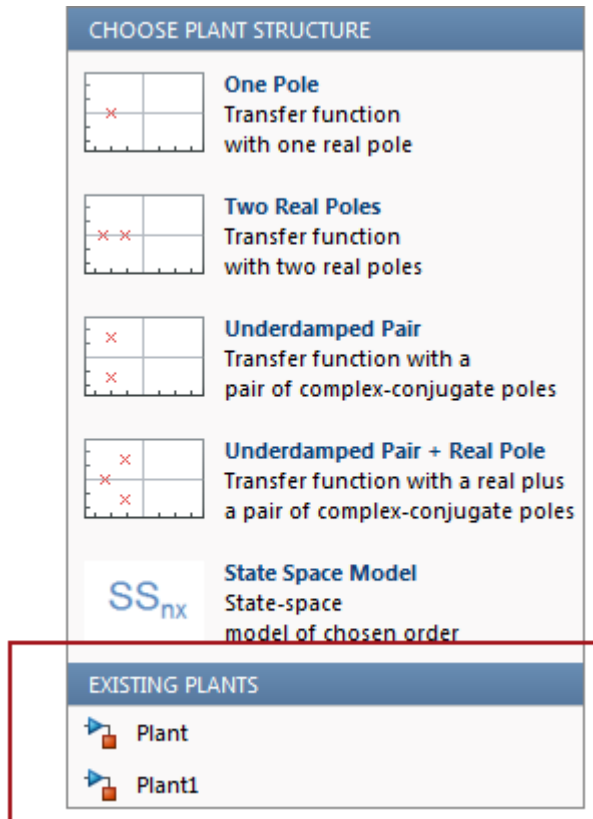 CHOOSE PLANT STRUCTURE
One Pole
Transfer function
with one real pole
Two Real Poles
Transfer function
with two real poles
Underdamped Pair
Transfer function with a
pair of complex-conjugate poles
Underdamped Pair + Real Pole
Transfer function with a real plus
a pair of complex-conjugate poles
SSnx
State Space Model
State-space
model of chosen order
EXISTING PLANTS
Plant
Plant1